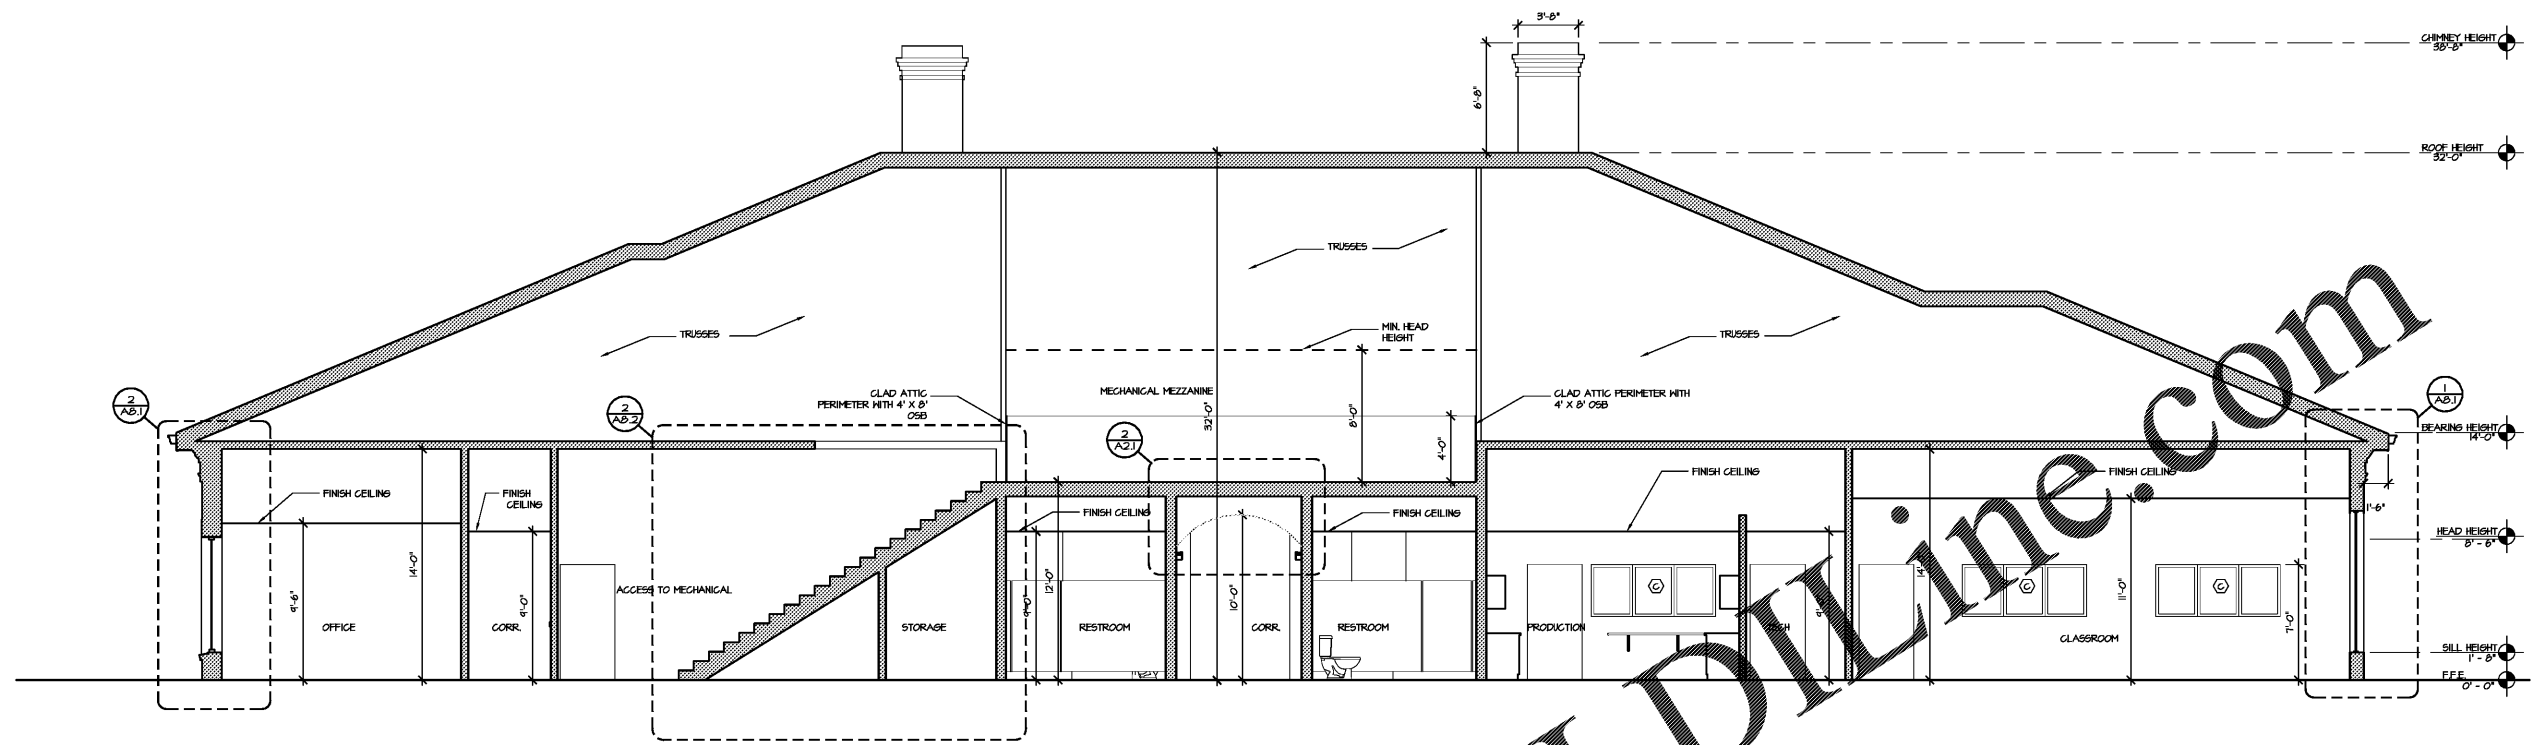 3'-8"
CHIMNEY HEIGHT
38'-8"
6'-8"
ROOF HEIGHT
32'-0"
TRUSSES
TRUSSES
TRUSSES
MIN. HEAD
HEIGHT
MECHANICAL MEZZANINE
CLAD ATTIC
PERIMETER WITH 4' X 8'
OSB
CLAD ATTIC PERIMETER WITH
4' X 8' OSB
32'-0"
8'-0"
4'-0"
2
A8.1
2
A8.2
2
A2.1
1
A8.1
BEARING HEIGHT
14'-0"
FINISH CEILING
FINISH
CEILING
FINISH CEILING
FINISH CEILING
FINISH CEILING
FINISH CEILING
1'-6"
HEAD HEIGHT
8' - 6"
14'-0"
9'-6"
9'-0"
9'-0"
12'-0"
10'-0"
14'-0"
11'-0"
7'-0"
ACCESS TO MECHANICAL
OFFICE
CORR.
STORAGE
RESTROOM
CORR.
RESTROOM
PRODUCTION
CLASSROOM
C
C
C
SILL HEIGHT
1' - 8"
F.F.E.
0' - 0"
DILine.com